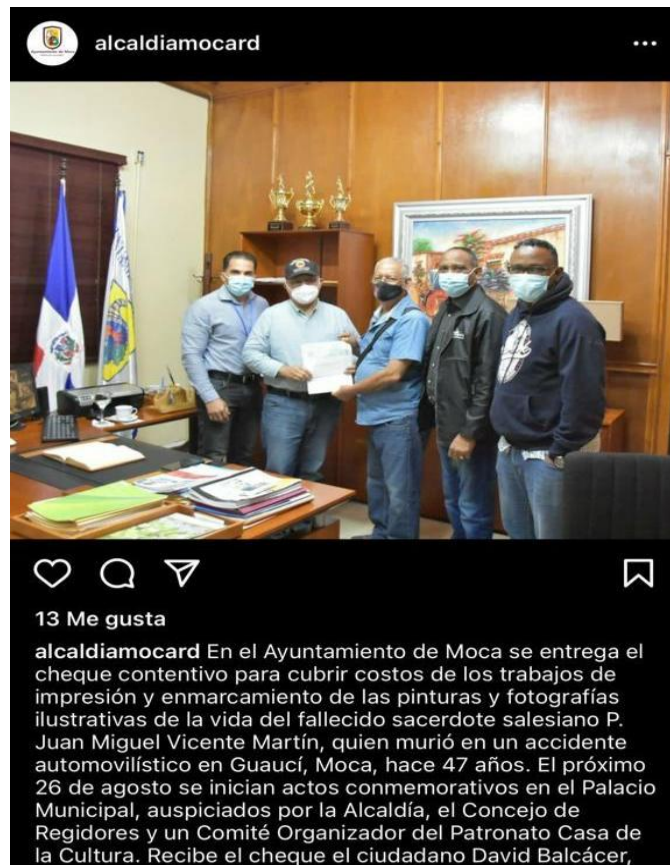 alcaldiamocard
13 Me gusta
alcaldiamocard En el Ayuntamiento de Moca se entrega el
cheque contentivo para cubrir costos de los trabajos de
impresión y enmarcamiento de las pinturas y fotografías
ilustrativas de la vida del fallecido sacerdote salesiano P.
Juan Miguel Vicente Martín, quien murió en un accidente
automovilístico en Guaucí, Moca, hace 47 años. El próximo
26 de agosto se inician actos conmemorativos en el Palacio
Municipal, auspiciados por la Alcaldía, el Concejo de
Regidores y un Comité Organizador del Patronato Casa de
la Cultura. Recibe el cheque el ciudadano David Balcácer,